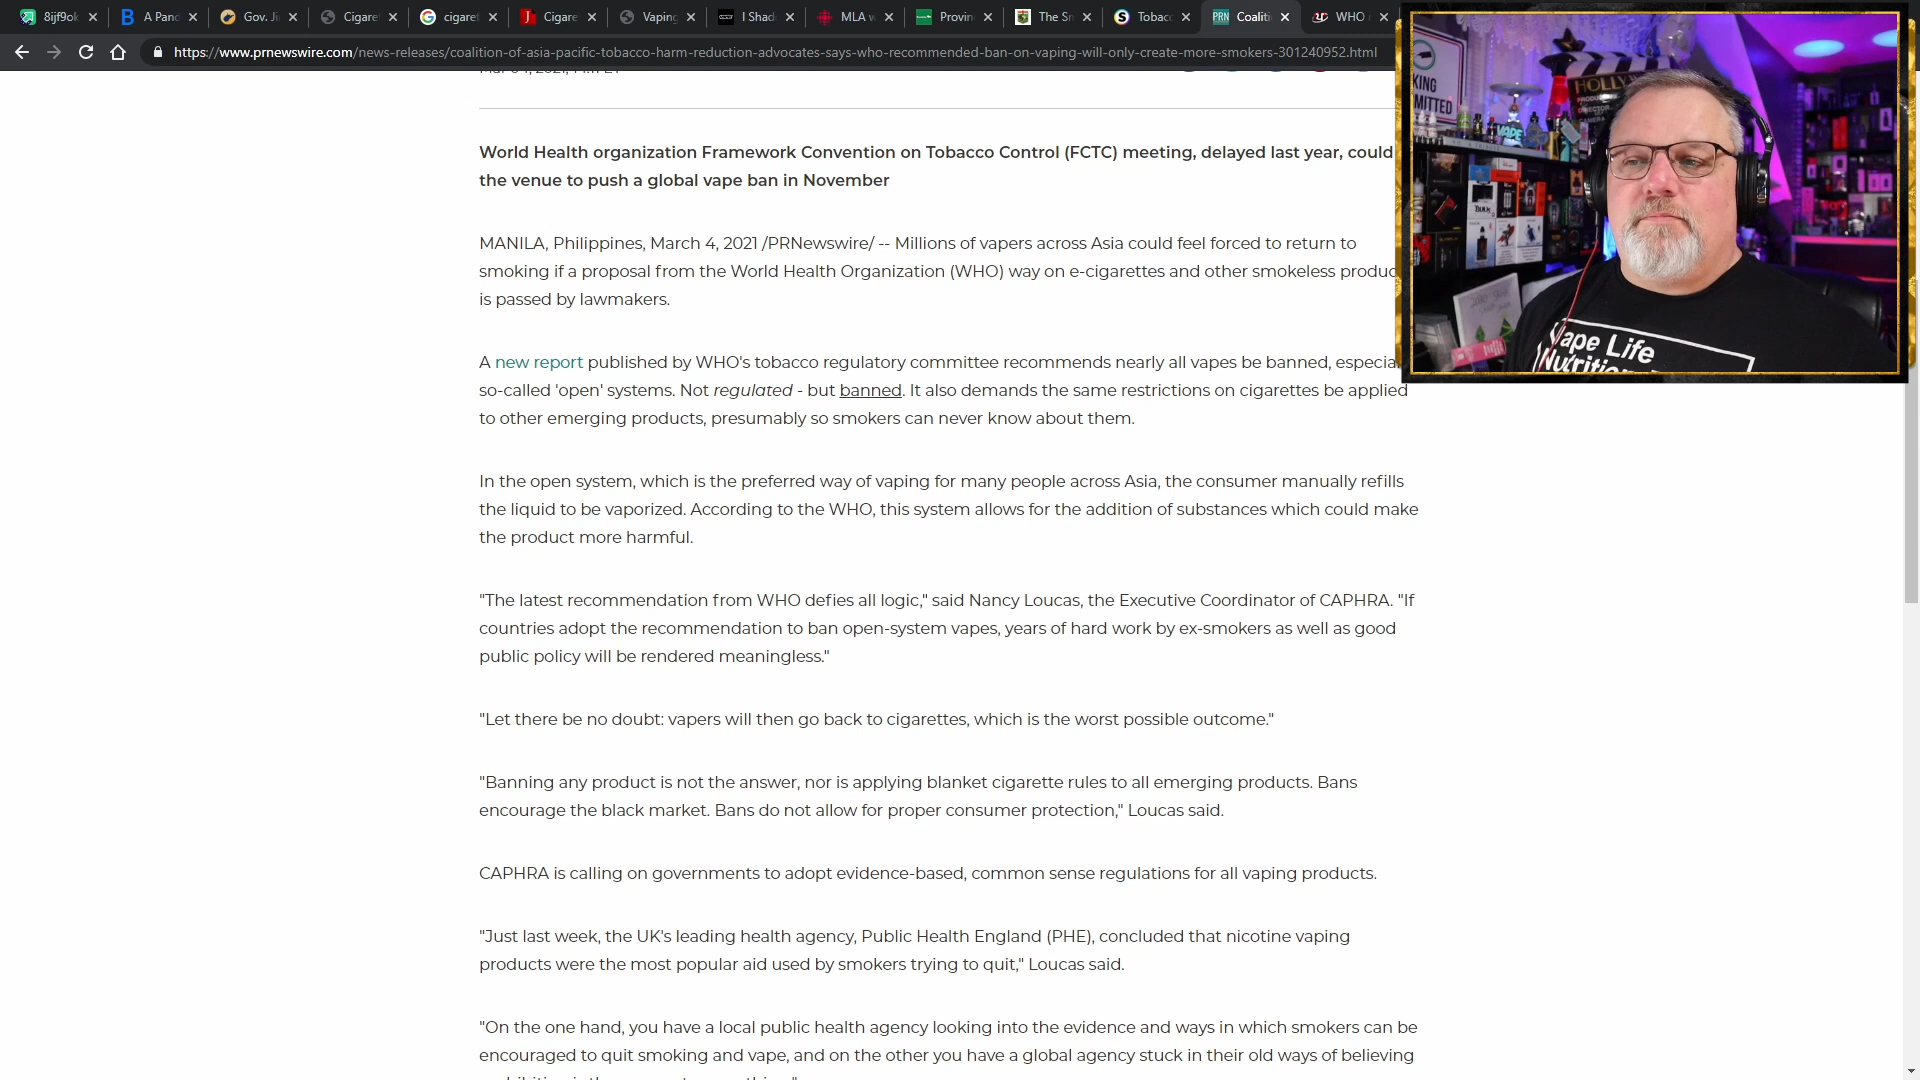 8ijf9ok
A Pand
Gov. Ji
Cigare
cigaret
Cigare
Vaping
I Shad
MLA w
Provin
The Sm
Tobac
PRN Coaliti
WHO
https://www.prnewswire.com/news-releases/coalition-of-asia-pacific-tobacco-harm-reduction-advocates-says-who-recommended-ban-on-vaping-will-only-create-more-smokers-301240952.html
World Health organization Framework Convention on Tobacco Control (FCTC) meeting, delayed last year, could
the venue to push a global vape ban in November
MANILA, Philippines, March 4, 2021 /PRNewswire/ -- Millions of vapers across Asia could feel forced to return to
smoking if a proposal from the World Health Organization (WHO) way on e-cigarettes and other smokeless produc
is passed by lawmakers.
A new report published by WHO's tobacco regulatory committee recommends nearly all vapes be banned, especia
so-called 'open' systems. Not regulated - but banned. It also demands the same restrictions on cigarettes be applied
to other emerging products, presumably so smokers can never know about them.
In the open system, which is the preferred way of vaping for many people across Asia, the consumer manually refills
the liquid to be vaporized. According to the WHO, this system allows for the addition of substances which could make
the product more harmful.
"The latest recommendation from WHO defies all logic," said Nancy Loucas, the Executive Coordinator of CAPHRA. "If
countries adopt the recommendation to ban open-system vapes, years of hard work by ex-smokers as well as good
public policy will be rendered meaningless."
"Let there be no doubt: vapers will then go back to cigarettes, which is the worst possible outcome."
"Banning any product is not the answer, nor is applying blanket cigarette rules to all emerging products. Bans
encourage the black market. Bans do not allow for proper consumer protection," Loucas said.
CAPHRA is calling on governments to adopt evidence-based, common sense regulations for all vaping products.
"Just last week, the UK's leading health agency, Public Health England (PHE), concluded that nicotine vaping
products were the most popular aid used by smokers trying to quit," Loucas said.
"On the one hand, you have a local public health agency looking into the evidence and ways in which smokers can be
encouraged to quit smoking and vape, and on the other you have a global agency stuck in their old ways of believing
KING
MITTED
HOLLY
VAPE
Vape Life